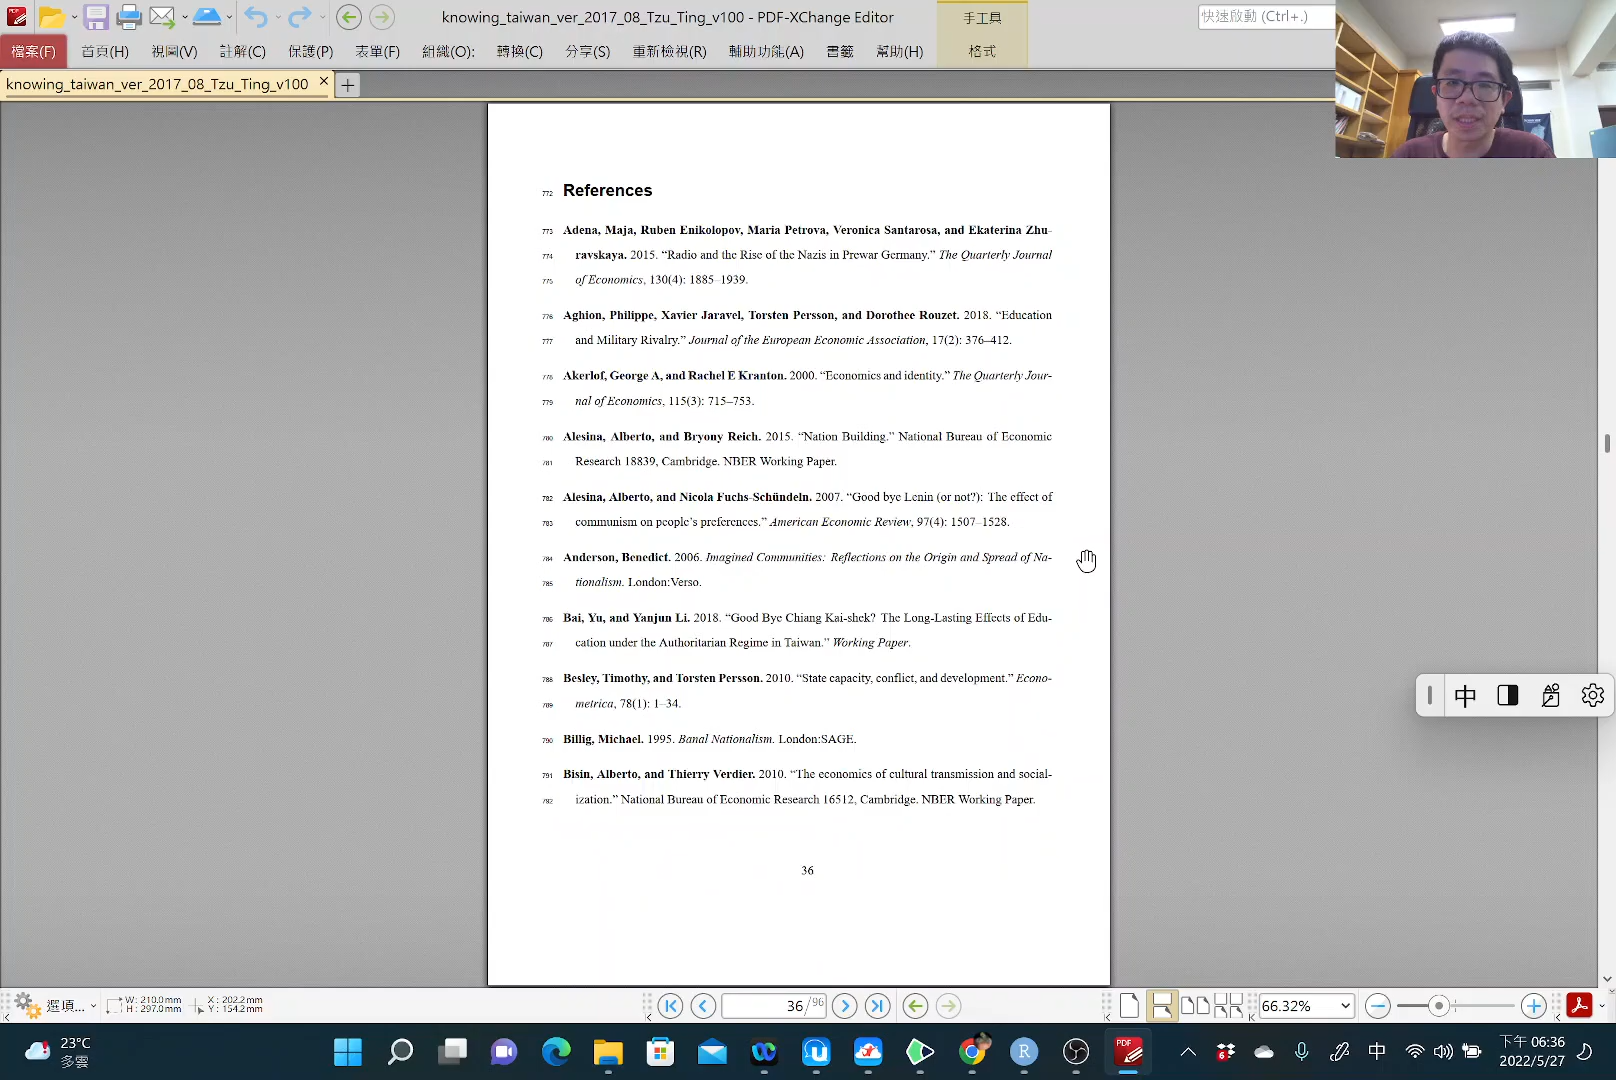 knowing_taiwan_ver_2017_08_Tzu_Ting_v100 - PDF-XChange Editor
手工具
快速啟動 (Ctrl+.)
檔案(F) 首頁(H) 視圖(V) 註解(C) 保護(P) 表單(F) 組織(O): 轉換(C) 分享(S) 重新檢視(R) 輔助功能(A) 書籤 幫助(H) 格式
knowing_taiwan_ver_2017_08_Tzu_Ting_v100
772 References
773 Adena, Maja, Ruben Enikolopov, Maria Petrova, Veronica Santarosa, and Ekaterina Zhu-
774 ravskaya. 2015. “Radio and the Rise of the Nazis in Prewar Germany.” The Quarterly Journal
775 of Economics, 130(4): 1885–1939.
776 Aghion, Philippe, Xavier Jaravel, Torsten Persson, and Dorothee Rouzet. 2018. “Education
777 and Military Rivalry.” Journal of the European Economic Association, 17(2): 376–412.
778 Akerlof, George A, and Rachel E Kranton. 2000. “Economics and identity.” The Quarterly Jour-
779 nal of Economics, 115(3): 715–753.
780 Alesina, Alberto, and Bryony Reich. 2015. “Nation Building.” National Bureau of Economic
781 Research 18839, Cambridge. NBER Working Paper.
782 Alesina, Alberto, and Nicola Fuchs-Schündeln. 2007. “Good bye Lenin (or not?): The effect of
783 communism on people’s preferences.” American Economic Review, 97(4): 1507–1528.
784 Anderson, Benedict. 2006. Imagined Communities: Reflections on the Origin and Spread of Na-
785 tionalism. London:Verso.
786 Bai, Yu, and Yanjun Li. 2018. “Good Bye Chiang Kai-shek? The Long-Lasting Effects of Edu-
787 cation under the Authoritarian Regime in Taiwan.” Working Paper.
788 Besley, Timothy, and Torsten Persson. 2010. “State capacity, conflict, and development.” Econo-
789 metrica, 78(1): 1–34.
790 Billig, Michael. 1995. Banal Nationalism. London:SAGE.
791 Bisin, Alberto, and Thierry Verdier. 2010. “The economics of cultural transmission and social-
792 ization.” National Bureau of Economic Research 16512, Cambridge. NBER Working Paper.
36
中
選項... W: 210.0mm X: 202.2mm 36 /96 66.32%
H: 297.0mm Y: 154.2mm
23°C 下午 06:36
多雲 PDF R 6 中 2022/5/27